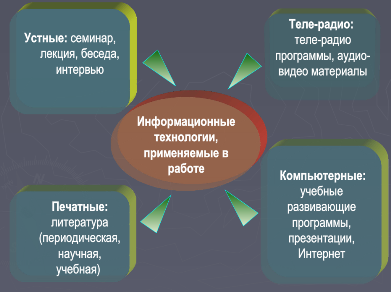 Устные: семинар,
лекция, беседа,
интервью
Теле-радио:
теле-радио
программы, аудио-
видео материалы
Информационные
технологии,
применяемые в
работе
Печатные:
литература
(периодическая,
научная,
учебная)
Компьютерные:
учебные
развивающие
программы,
презентации,
Интернет